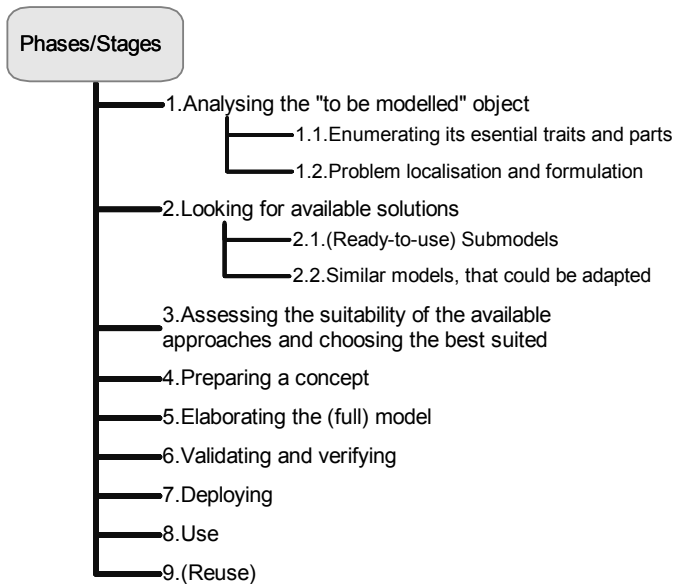 Phases/Stages
1.Analysing the "to be modelled" object
1.1.Enumerating its esential traits and parts
1.2.Problem localisation and formulation
2.Looking for available solutions
2.1.(Ready-to-use) Submodels
2.2.Similar models, that could be adapted
3.Assessing the suitability of the available
approaches and choosing the best suited
4.Preparing a concept
5.Elaborating the (full) model
6.Validating and verifying
7.Deploying
8.Use
9.(Reuse)